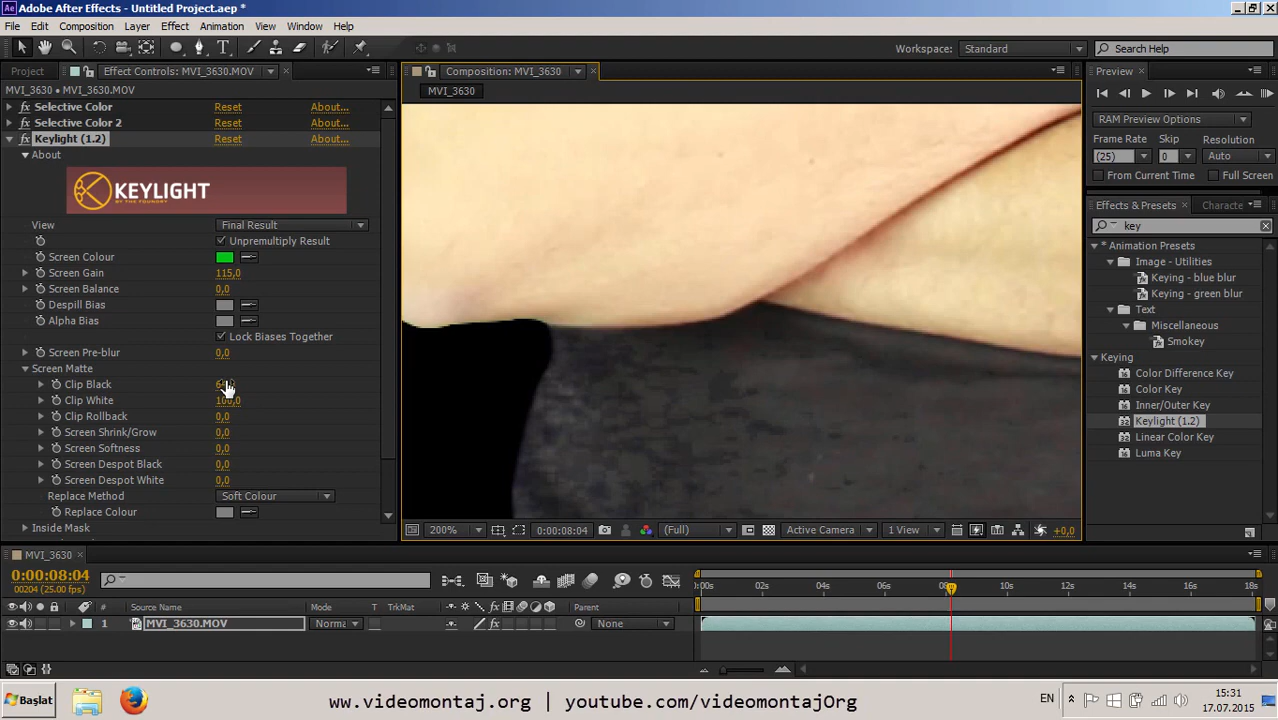 Adobe After Effects - Untitled Project.aep *
File Edit Composition Layer Effect Animation View Window Help
Workspace: Standard Search Help
Project Effect Controls: MVI_3630.MOV Composition: MVI_3630 Preview
MVI_3630 • MVI_3630.MOV MVI_3630
fx Selective Color Reset About...
fx Selective Color 2 Reset About...
fx Keylight (1.2) Reset About...
About
KEYLIGHT
BY THE FOUNDRY
View Final Result
Unpremultiply Result
Screen Colour
Screen Gain 115,0
Screen Balance 0,0
Despill Bias
Alpha Bias
Lock Biases Together
Screen Pre-blur 0,0
Screen Matte
Clip Black
Clip White 100,0
Clip Rollback 0,0
Screen Shrink/Grow 0,0
Screen Softness 0,0
Screen Despot Black 0,0
Screen Despot White 0,0
Replace Method Soft Colour
Replace Colour
Inside Mask
200% 0:00:08:04 (Full) Active Camera 1 View +0,0
RAM Preview Options
Frame Rate Skip Resolution
(25) 0 Auto
From Current Time Full Screen
Effects & Presets Characte
key
* Animation Presets
Image - Utilities
Keying - blue blur
Keying - green blur
Text
Miscellaneous
Smokey
Keying
Color Difference Key
Color Key
Inner/Outer Key
Keylight (1.2)
Linear Color Key
Luma Key
MVI_3630
0:00:08:04
00204 (25.00 fps)
:00s 02s 04s 06s 10s 12s 14s 16s 18s
# Source Name Mode T TrkMat Parent
1 MVI_3630.MOV Norma None
Başlat www.videomontaj.org | youtube.com/videomontajOrg EN 15:31
17.07.2015